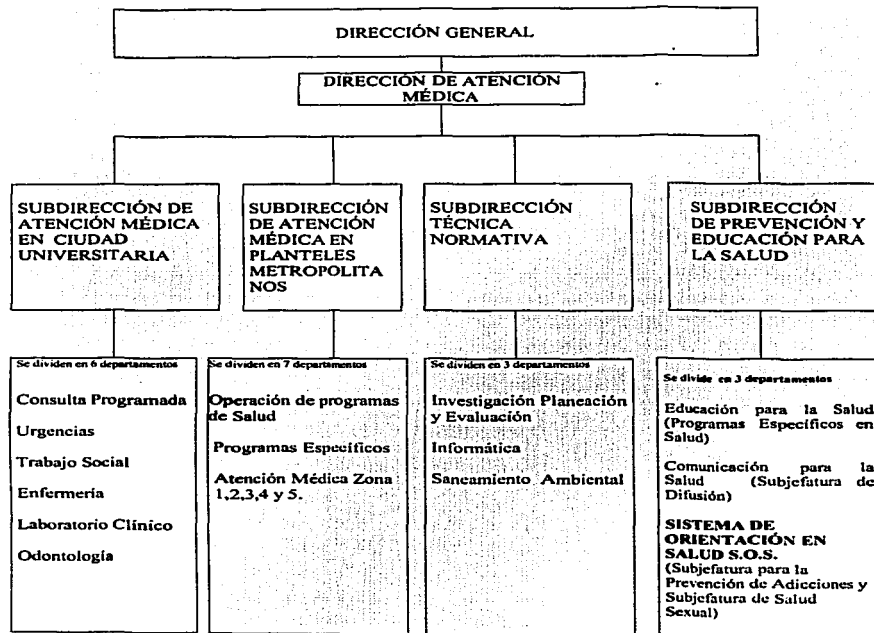 DIRECCIÓN GENERAL
DIRECCIÓN DE ATENCIÓN
MÉDICA
SUBDIRECCIÓN DE
ATENCIÓN MÉDICA
EN CIUDAD
UNIVERSITARIA
SUBDIRECCIÓN
DE ATENCIÓN
MÉDICA EN
PLANTELES
METROPOLITA
NOS
SUBDIRECCIÓN
TÉCNICA
NORMATIVA
SUBDIRECCIÓN
DE PREVENCIÓN Y
EDUCACIÓN PARA
LA SALUD
Se dividen en 6 departamentos
Consulta Programada
Urgencias
Trabajo Social
Enfermería
Laboratorio Clínico
Odontología
Se dividen en 7 departamentos
Operación de programas
de Salud
Programas Específicos
Atención Médica Zona
1,2,3,4 y 5.
Se dividen en 3 departamentos
Investigación Planeación
y Evaluación
Informática
Saneamiento Ambiental
Se divide en 3 departamentos
Educación para la Salud
(Programas Específicos en
Salud)
Comunicación para la
Salud (Subjefatura de
Difusión)
SISTEMA DE
ORIENTACIÓN EN
SALUD S.O.S.
(Subjefatura para la
Prevención de Adicciones y
Subjefatura de Salud
Sexual)